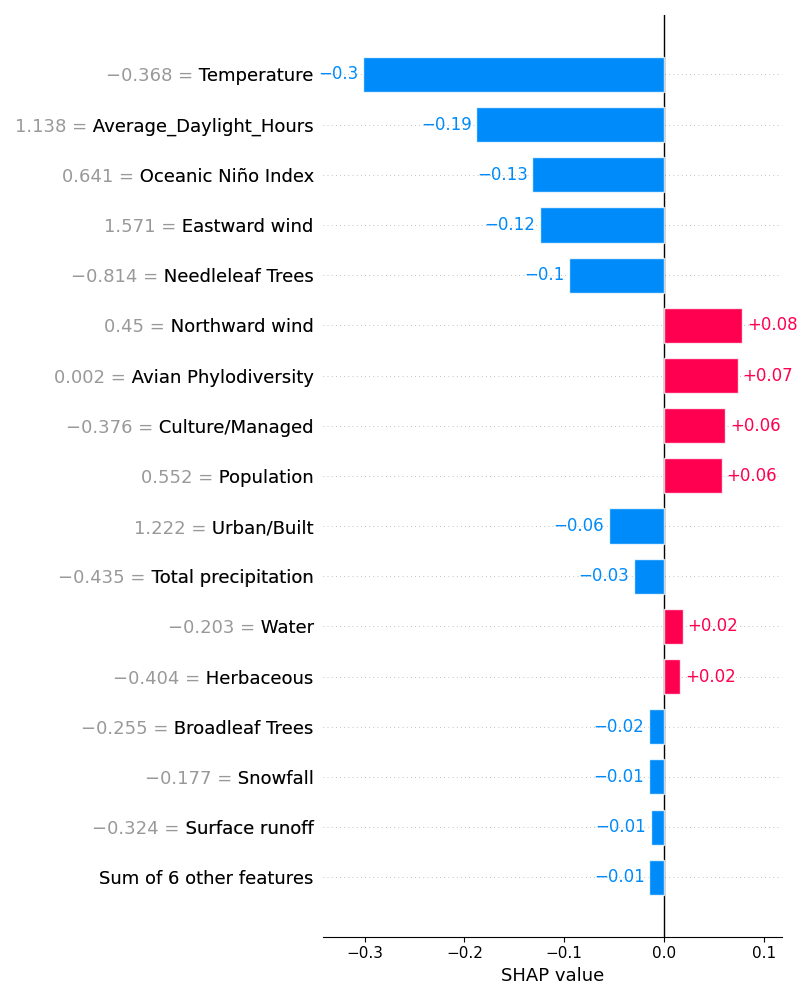 −0.368 = Temperature −0.3
1.138 = Average_Daylight_Hours −0.19
0.641 = Oceanic Niño Index −0.13
1.571 = Eastward wind −0.12
−0.814 = Needleleaf Trees −0.1
0.45 = Northward wind +0.08
0.002 = Avian Phylodiversity +0.07
−0.376 = Culture/Managed +0.06
0.552 = Population +0.06
1.222 = Urban/Built −0.06
−0.435 = Total precipitation −0.03
−0.203 = Water +0.02
−0.404 = Herbaceous +0.02
−0.255 = Broadleaf Trees −0.02
−0.177 = Snowfall −0.01
−0.324 = Surface runoff −0.01
Sum of 6 other features −0.01
−0.3 −0.2 −0.1 0.0 0.1
SHAP value